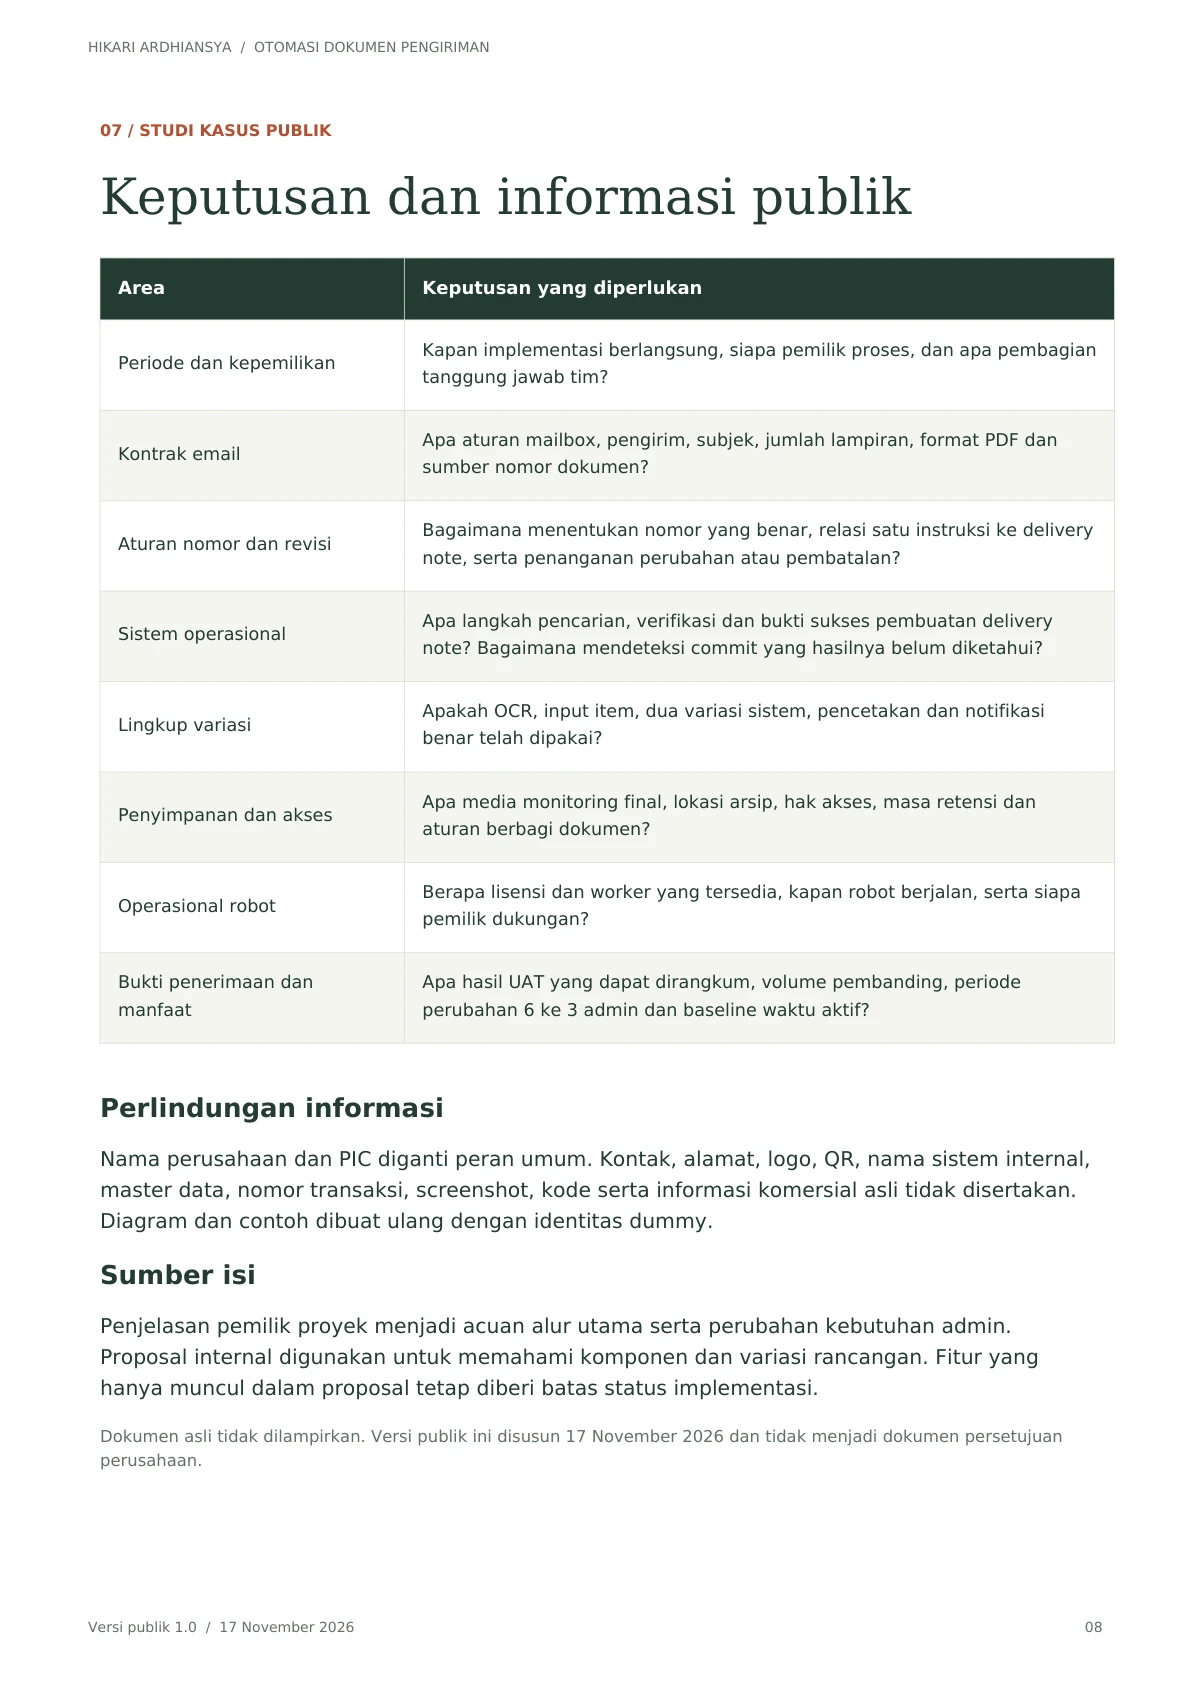 HIKARI ARDHIANSYA / OTOMASI DOKUMEN PENGIRIMAN
07 / STUDI KASUS PUBLIK
Keputusan dan informasi publik
Area
Keputusan yang diperlukan
Periode dan kepemilikan
Kapan implementasi berlangsung, siapa pemilik proses, dan apa pembagian
tanggung jawab tim?
Kontrak email
Apa aturan mailbox, pengirim, subjek, jumlah lampiran, format PDF dan
sumber nomor dokumen?
Aturan nomor dan revisi
Bagaimana menentukan nomor yang benar, relasi satu instruksi ke delivery
note, serta penanganan perubahan atau pembatalan?
Sistem operasional
Apa langkah pencarian, verifikasi dan bukti sukses pembuatan delivery
note? Bagaimana mendeteksi commit yang hasilnya belum diketahui?
Lingkup variasi
Apakah OCR, input item, dua variasi sistem, pencetakan dan notifikasi
benar telah dipakai?
Penyimpanan dan akses
Apa media monitoring final, lokasi arsip, hak akses, masa retensi dan
aturan berbagi dokumen?
Operasional robot
Berapa lisensi dan worker yang tersedia, kapan robot berjalan, serta siapa
pemilik dukungan?
Bukti penerimaan dan
manfaat
Apa hasil UAT yang dapat dirangkum, volume pembanding, periode
perubahan 6 ke 3 admin dan baseline waktu aktif?
Perlindungan informasi
Nama perusahaan dan PIC diganti peran umum. Kontak, alamat, logo, QR, nama sistem internal,
master data, nomor transaksi, screenshot, kode serta informasi komersial asli tidak disertakan.
Diagram dan contoh dibuat ulang dengan identitas dummy.
Sumber isi
Penjelasan pemilik proyek menjadi acuan alur utama serta perubahan kebutuhan admin.
Proposal internal digunakan untuk memahami komponen dan variasi rancangan. Fitur yang
hanya muncul dalam proposal tetap diberi batas status implementasi.
Dokumen asli tidak dilampirkan. Versi publik ini disusun 17 November 2026 dan tidak menjadi dokumen persetujuan
perusahaan.
Versi publik 1.0 / 17 November 2026
08